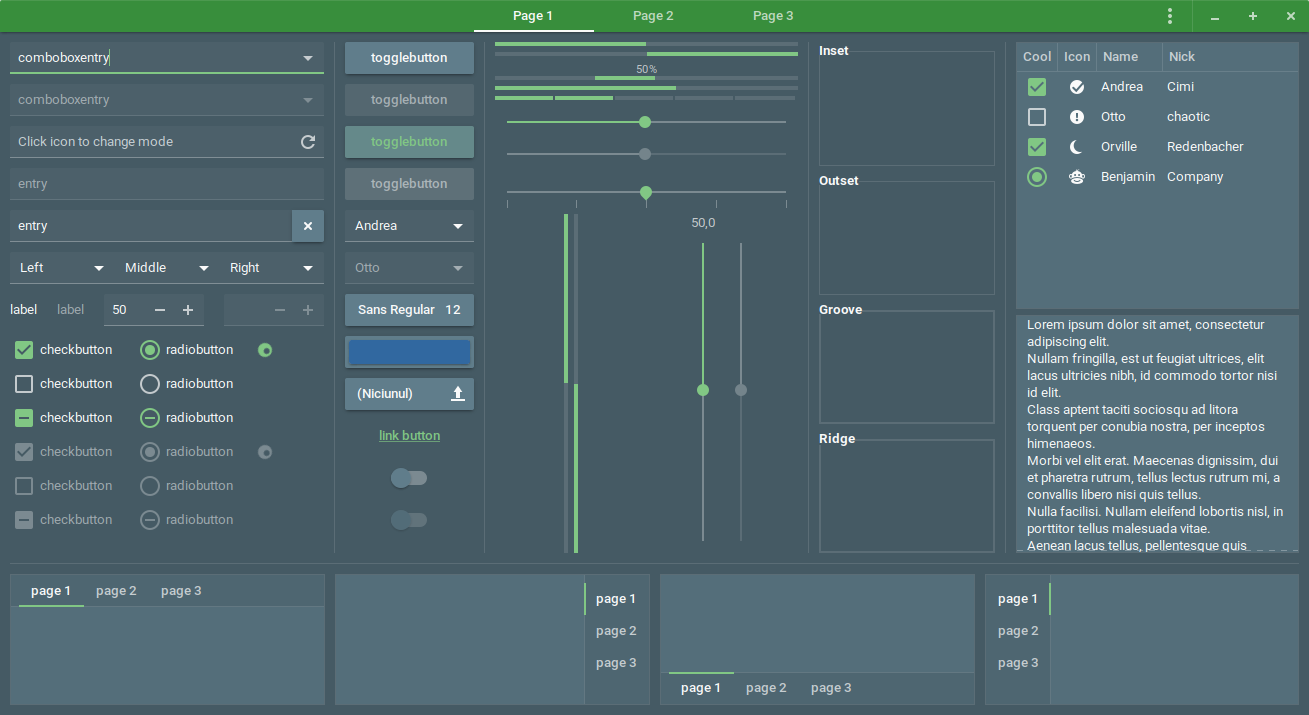 Page 1 Page 2 Page 3
comboboxentry
comboboxentry
Click icon to change mode
entry
entry
Left Middle Right
label label 50
checkbutton radiobutton
checkbutton radiobutton
checkbutton radiobutton
checkbutton radiobutton
checkbutton radiobutton
checkbutton radiobutton
togglebutton
togglebutton
togglebutton
togglebutton
Andrea
Otto
Sans Regular 12
(Niciunul)
link button
50%
50,0
Inset
Outset
Groove
Ridge
Cool Icon Name Nick
Andrea Cimi
Otto chaotic
Orville Redenbacher
Benjamin Company
Lorem ipsum dolor sit amet, consectetur
adipiscing elit.
Nullam fringilla, est ut feugiat ultrices, elit
lacus ultricies nibh, id commodo tortor nisi
id elit.
Class aptent taciti sociosqu ad litora
torquent per conubia nostra, per inceptos
himenaeos.
Morbi vel elit erat. Maecenas dignissim, dui
et pharetra rutrum, tellus lectus rutrum mi, a
convallis libero nisi quis tellus.
Nulla facilisi. Nullam eleifend lobortis nisl, in
porttitor tellus malesuada vitae.
Aenean lacus tellus, pellentesque quis
page 1 page 2 page 3
page 1
page 2
page 3
page 1 page 2 page 3
page 1
page 2
page 3